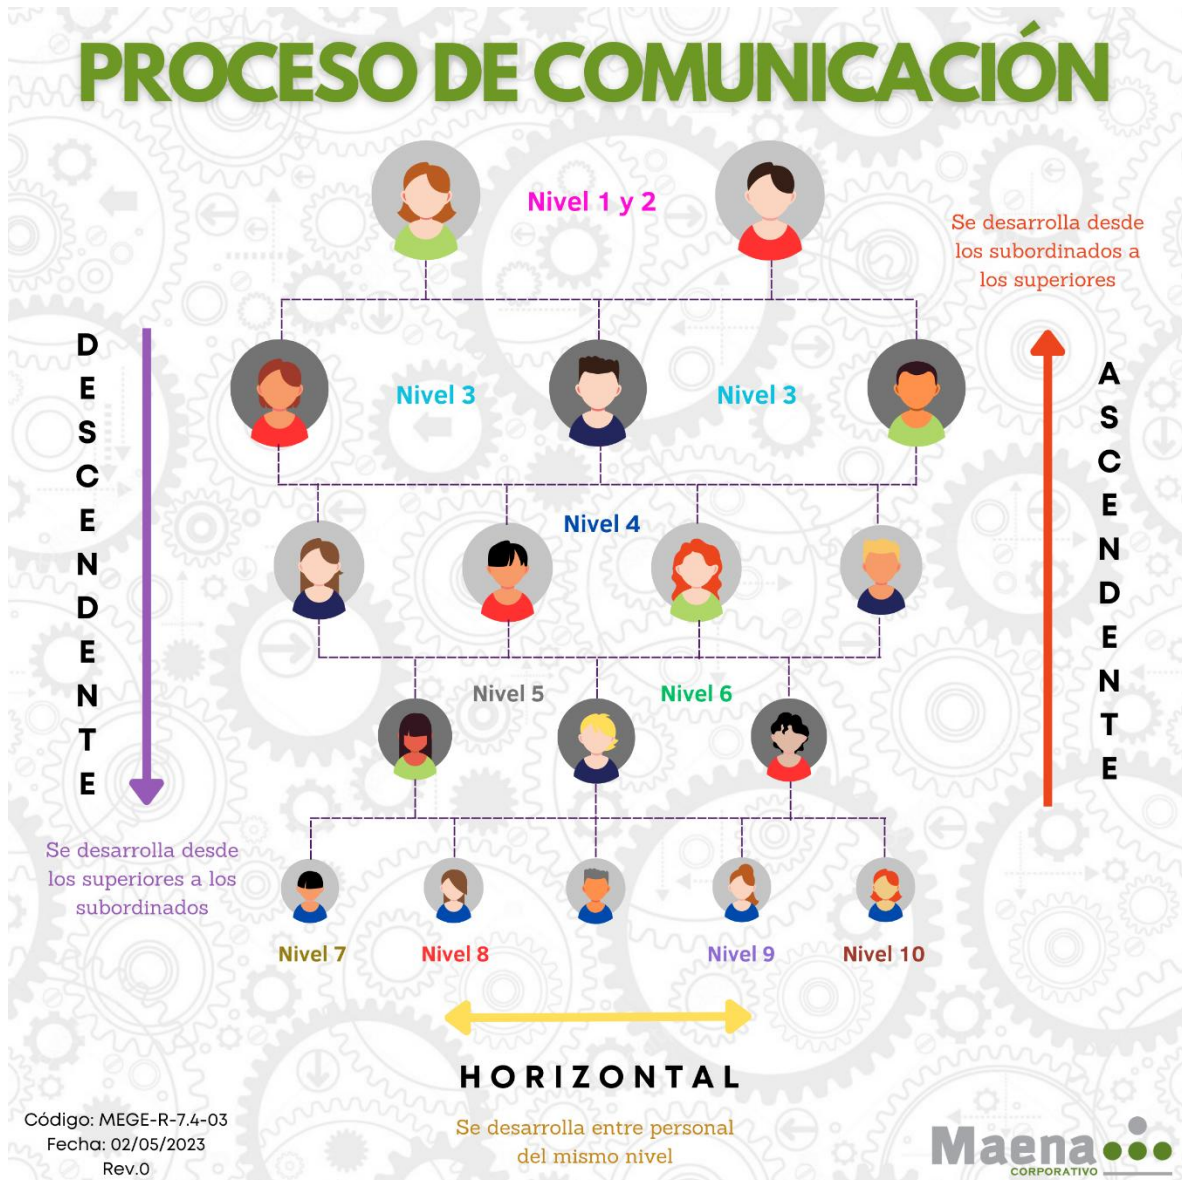 PROCESO DE COMUNICACIÓN
Nivel 1 y 2
Se desarrolla desde
los subordinados a
los superiores
DESCENDENTE
Nivel 3
Nivel 3
ASCENDENTE
Nivel 4
Nivel 5
Nivel 6
Se desarrolla desde
los superiores a los
subordinados
Nivel 7
Nivel 8
Nivel 9
Nivel 10
HORIZONTAL
Se desarrolla entre personal
del mismo nivel
Código: MEGE-R-7.4-03
Fecha: 02/05/2023
Rev.0
Maena
CORPORATIVO